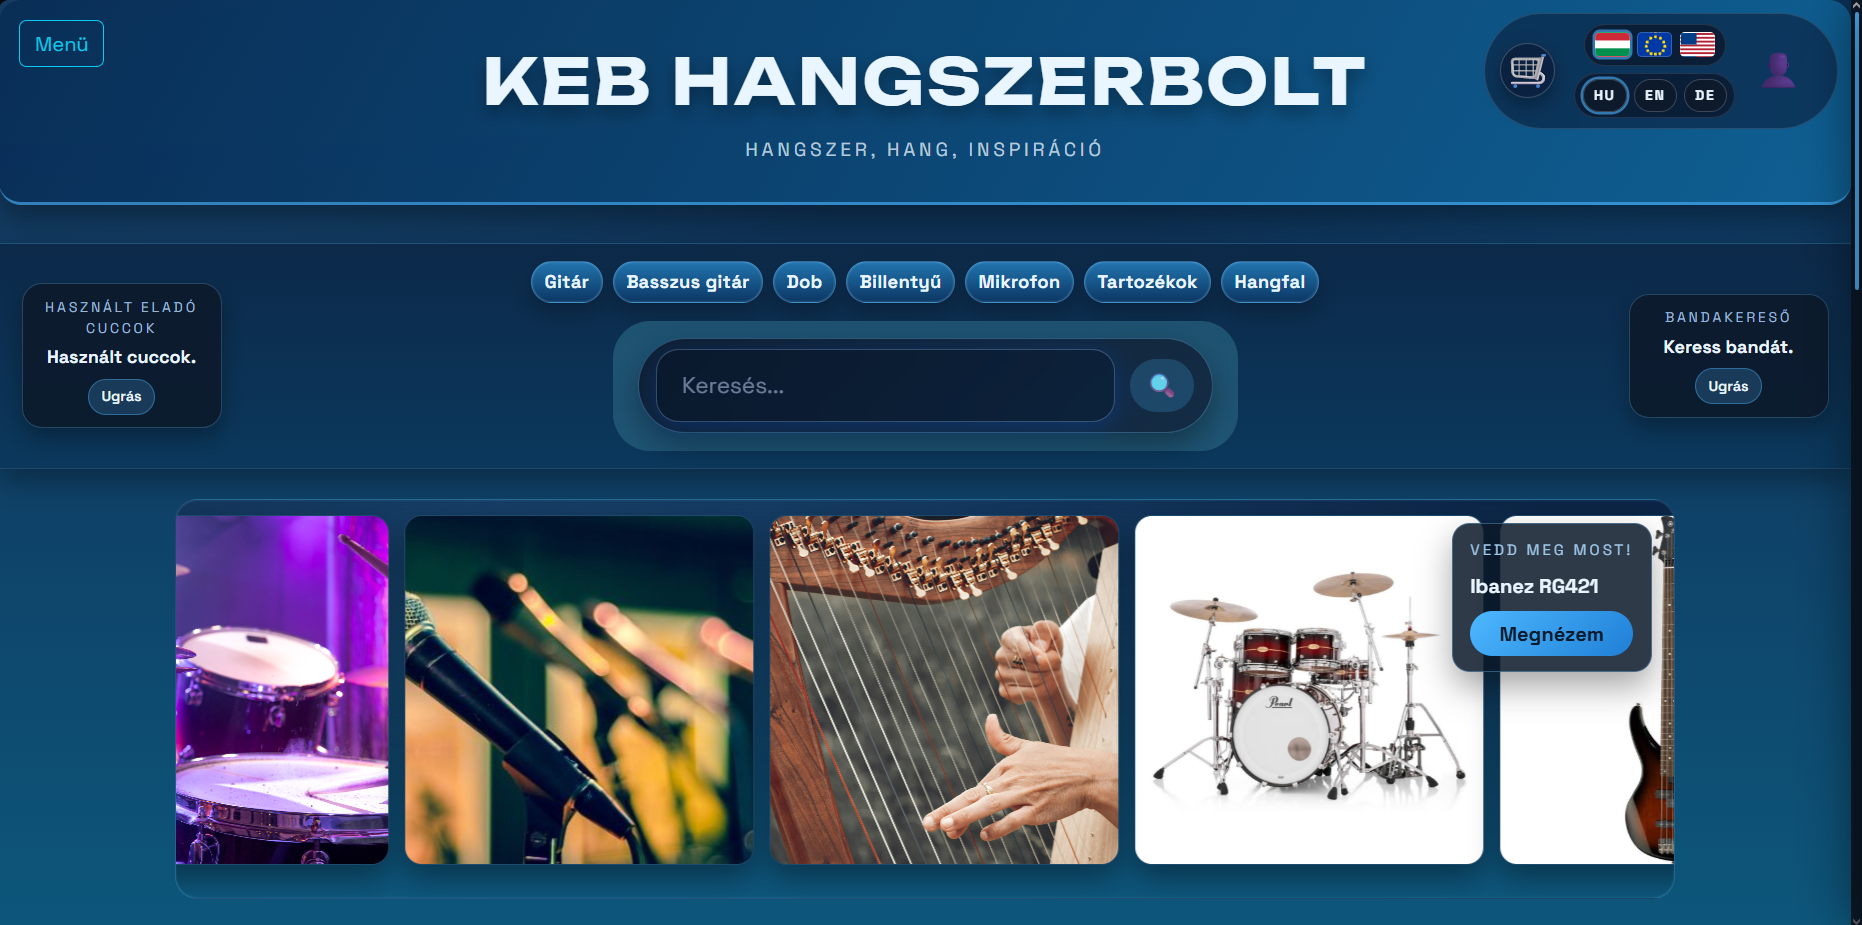 Menü
KEB HANGSZERBOLT
HANGSZER, HANG, INSPIRÁCIÓ
HU EN DE
Gitár Basszus gitár Dob Billentyű Mikrofon Tartozékok Hangfal
HASZNÁLT ELADÓ
CUCCOK
Használt cuccok.
Ugrás
Keresés...
BANDAKERESŐ
Keress bandát.
Ugrás
VEDD MEG MOST!
Ibanez RG421
Megnézem
Pearl